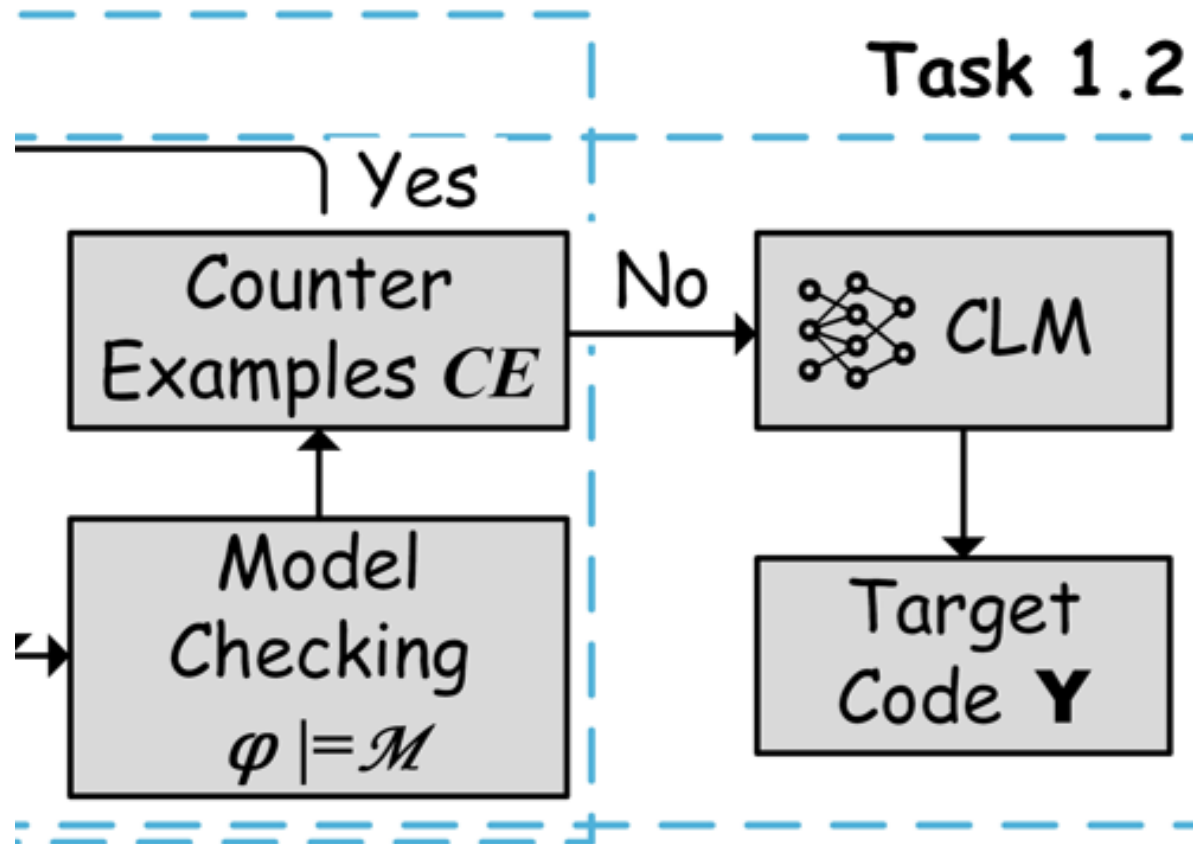 Task 1.2
Yes
Counter
Examples CE
No
CLM
Model
Checking
φ |= ℳ
Target
Code Y